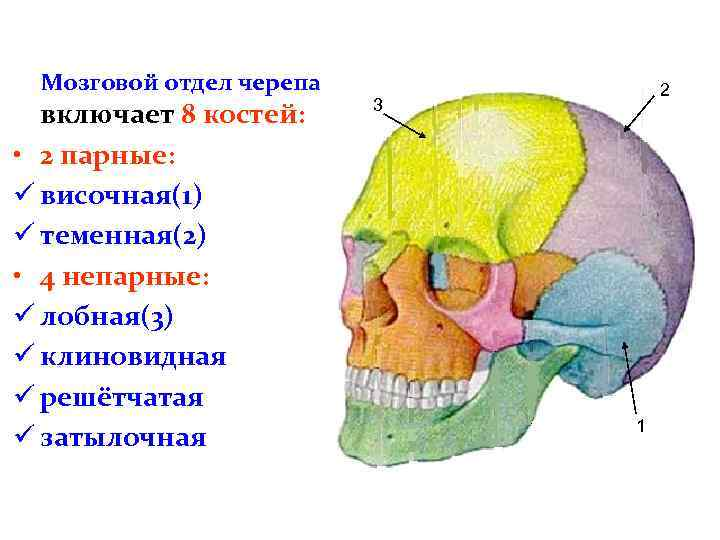 Мозговой отдел черепа
включает 8 костей:
• 2 парные:
✓ височная(1)
✓ теменная(2)
• 4 непарные:
✓ лобная(3)
✓ клиновидная
✓ решётчатая
✓ затылочная
3
2
1